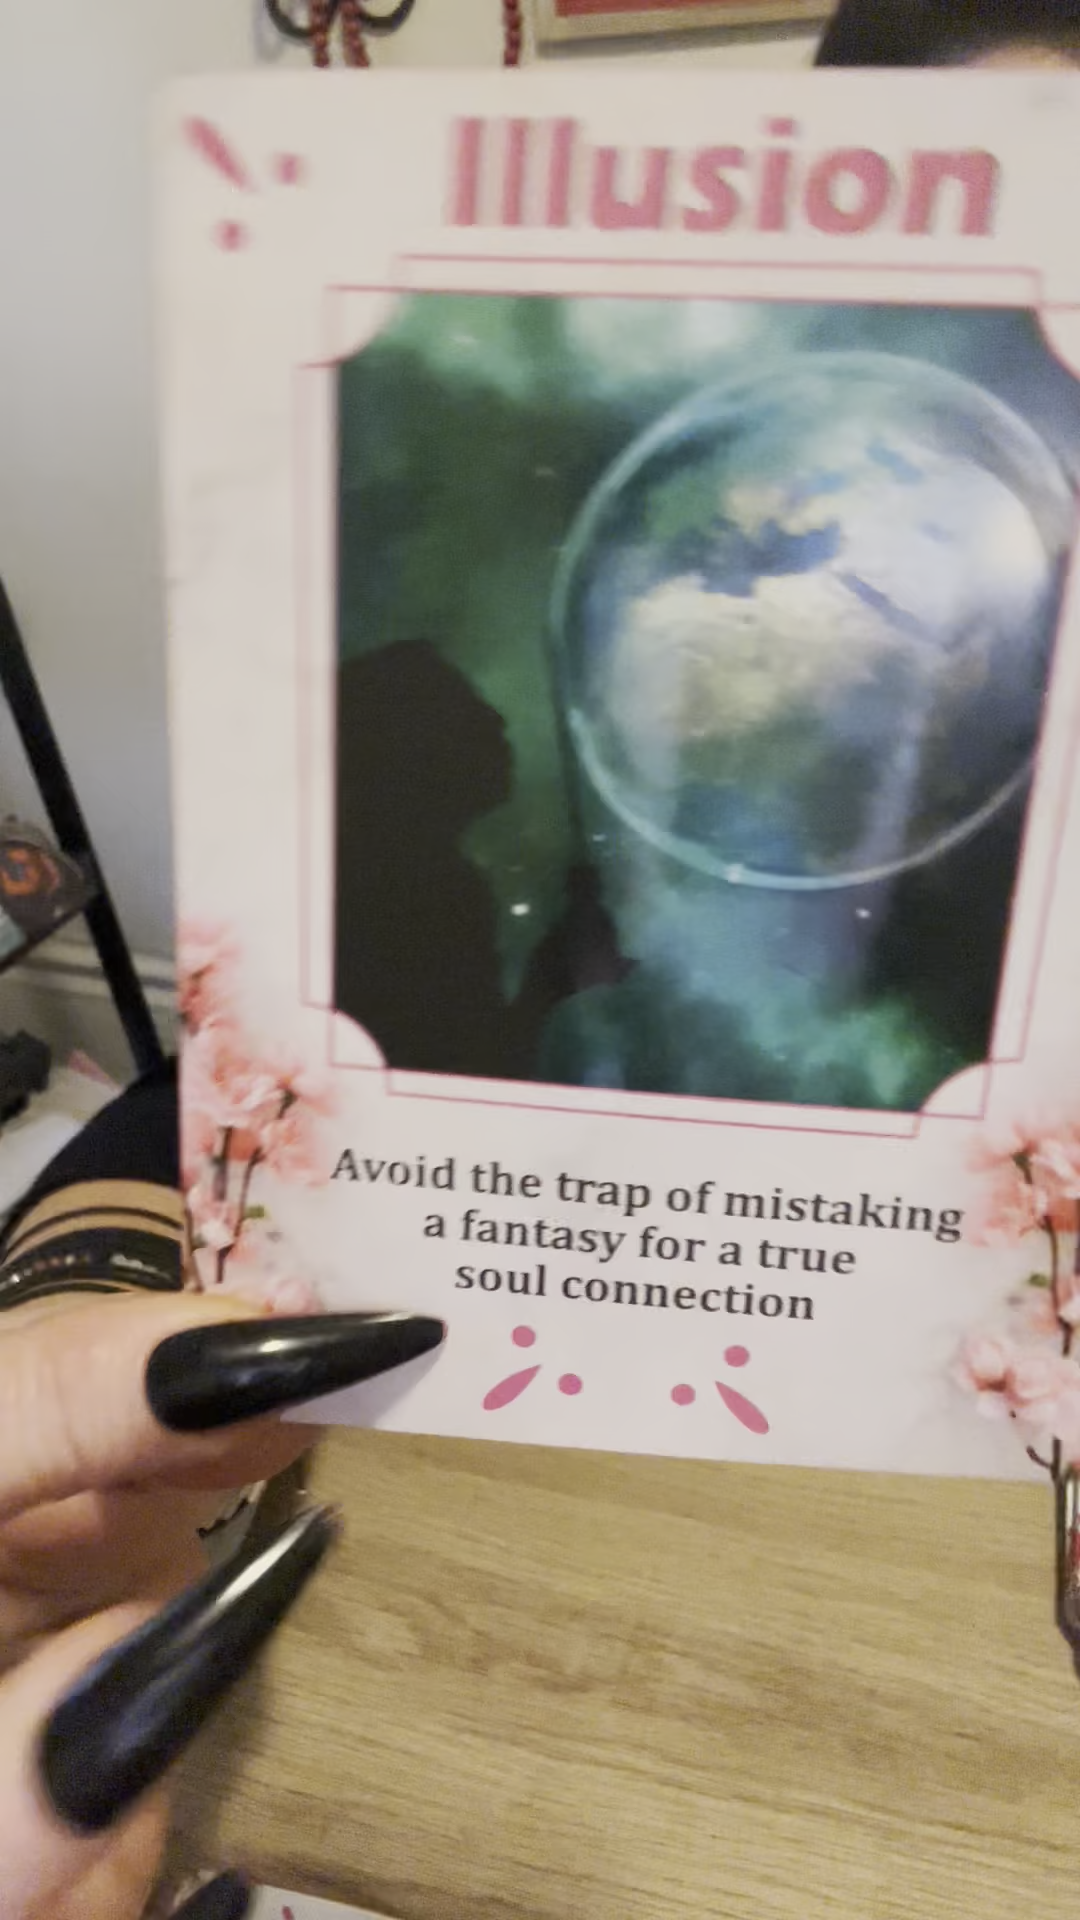 Illusion
Avoid the trap of mistaking
a fantasy for a true
soul connection